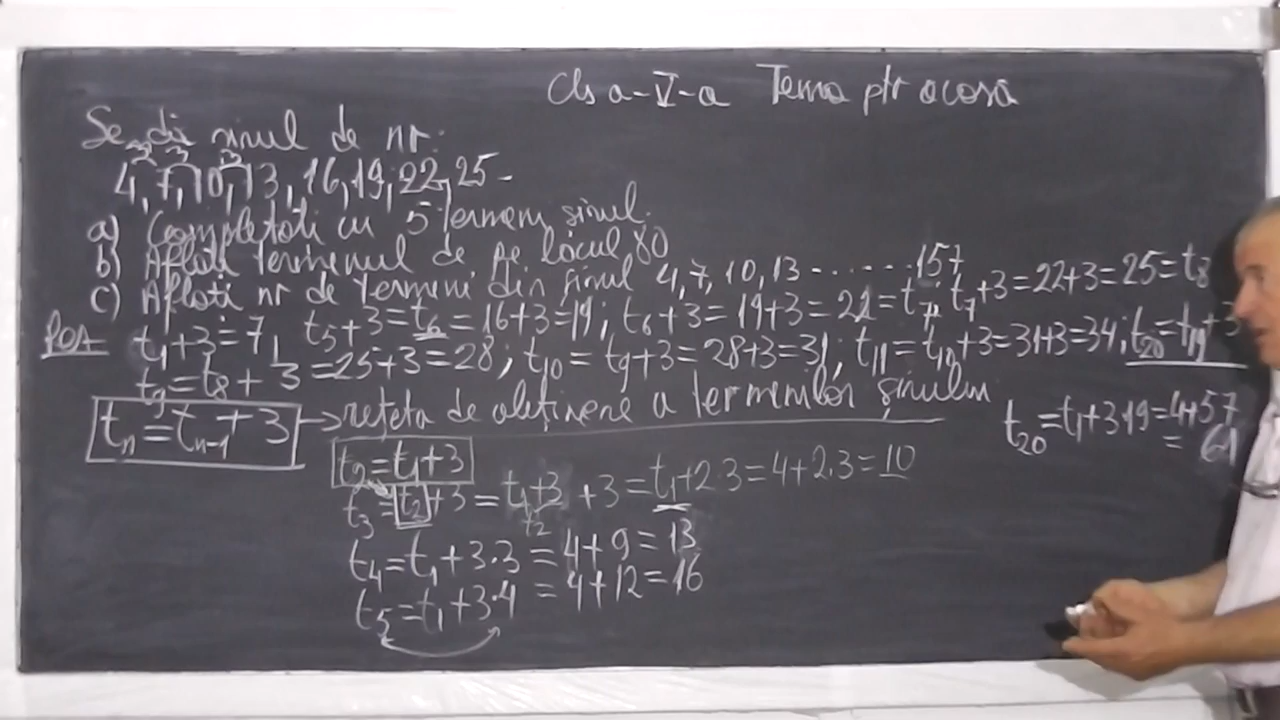 Cls a-V-a Tema ptr acasă
Se dă șirul de nr:
3 3 3
4, 7, 10, 13, 16, 19, 22, 25
a) Completați cu 5 termeni șirul.
b) Aflați termenul de pe locul
c) Aflați nr de termeni din șirul 4, 7, 10, 13 ....... 157
t1+3=7, t5+3=t6=16+3=19; t6+3=19+3=22=t7; t7+3=22+3=25=t8
t9=t8+3=25+3=28; t10=t9+3=28+3=31; t11=t10+3=31+3=34; t20=t19+3
tn=tn-1+3 → rețeta de obținere a termenilor șirului
t20=t1+3·19=4+57
= 61
t2=t1+3
t3=t2+3=t1+3+3=t1+2·3=4+2·3=10
t2
t4=t1+3·3=4+9=13
t5=t1+3·4=4+12=16